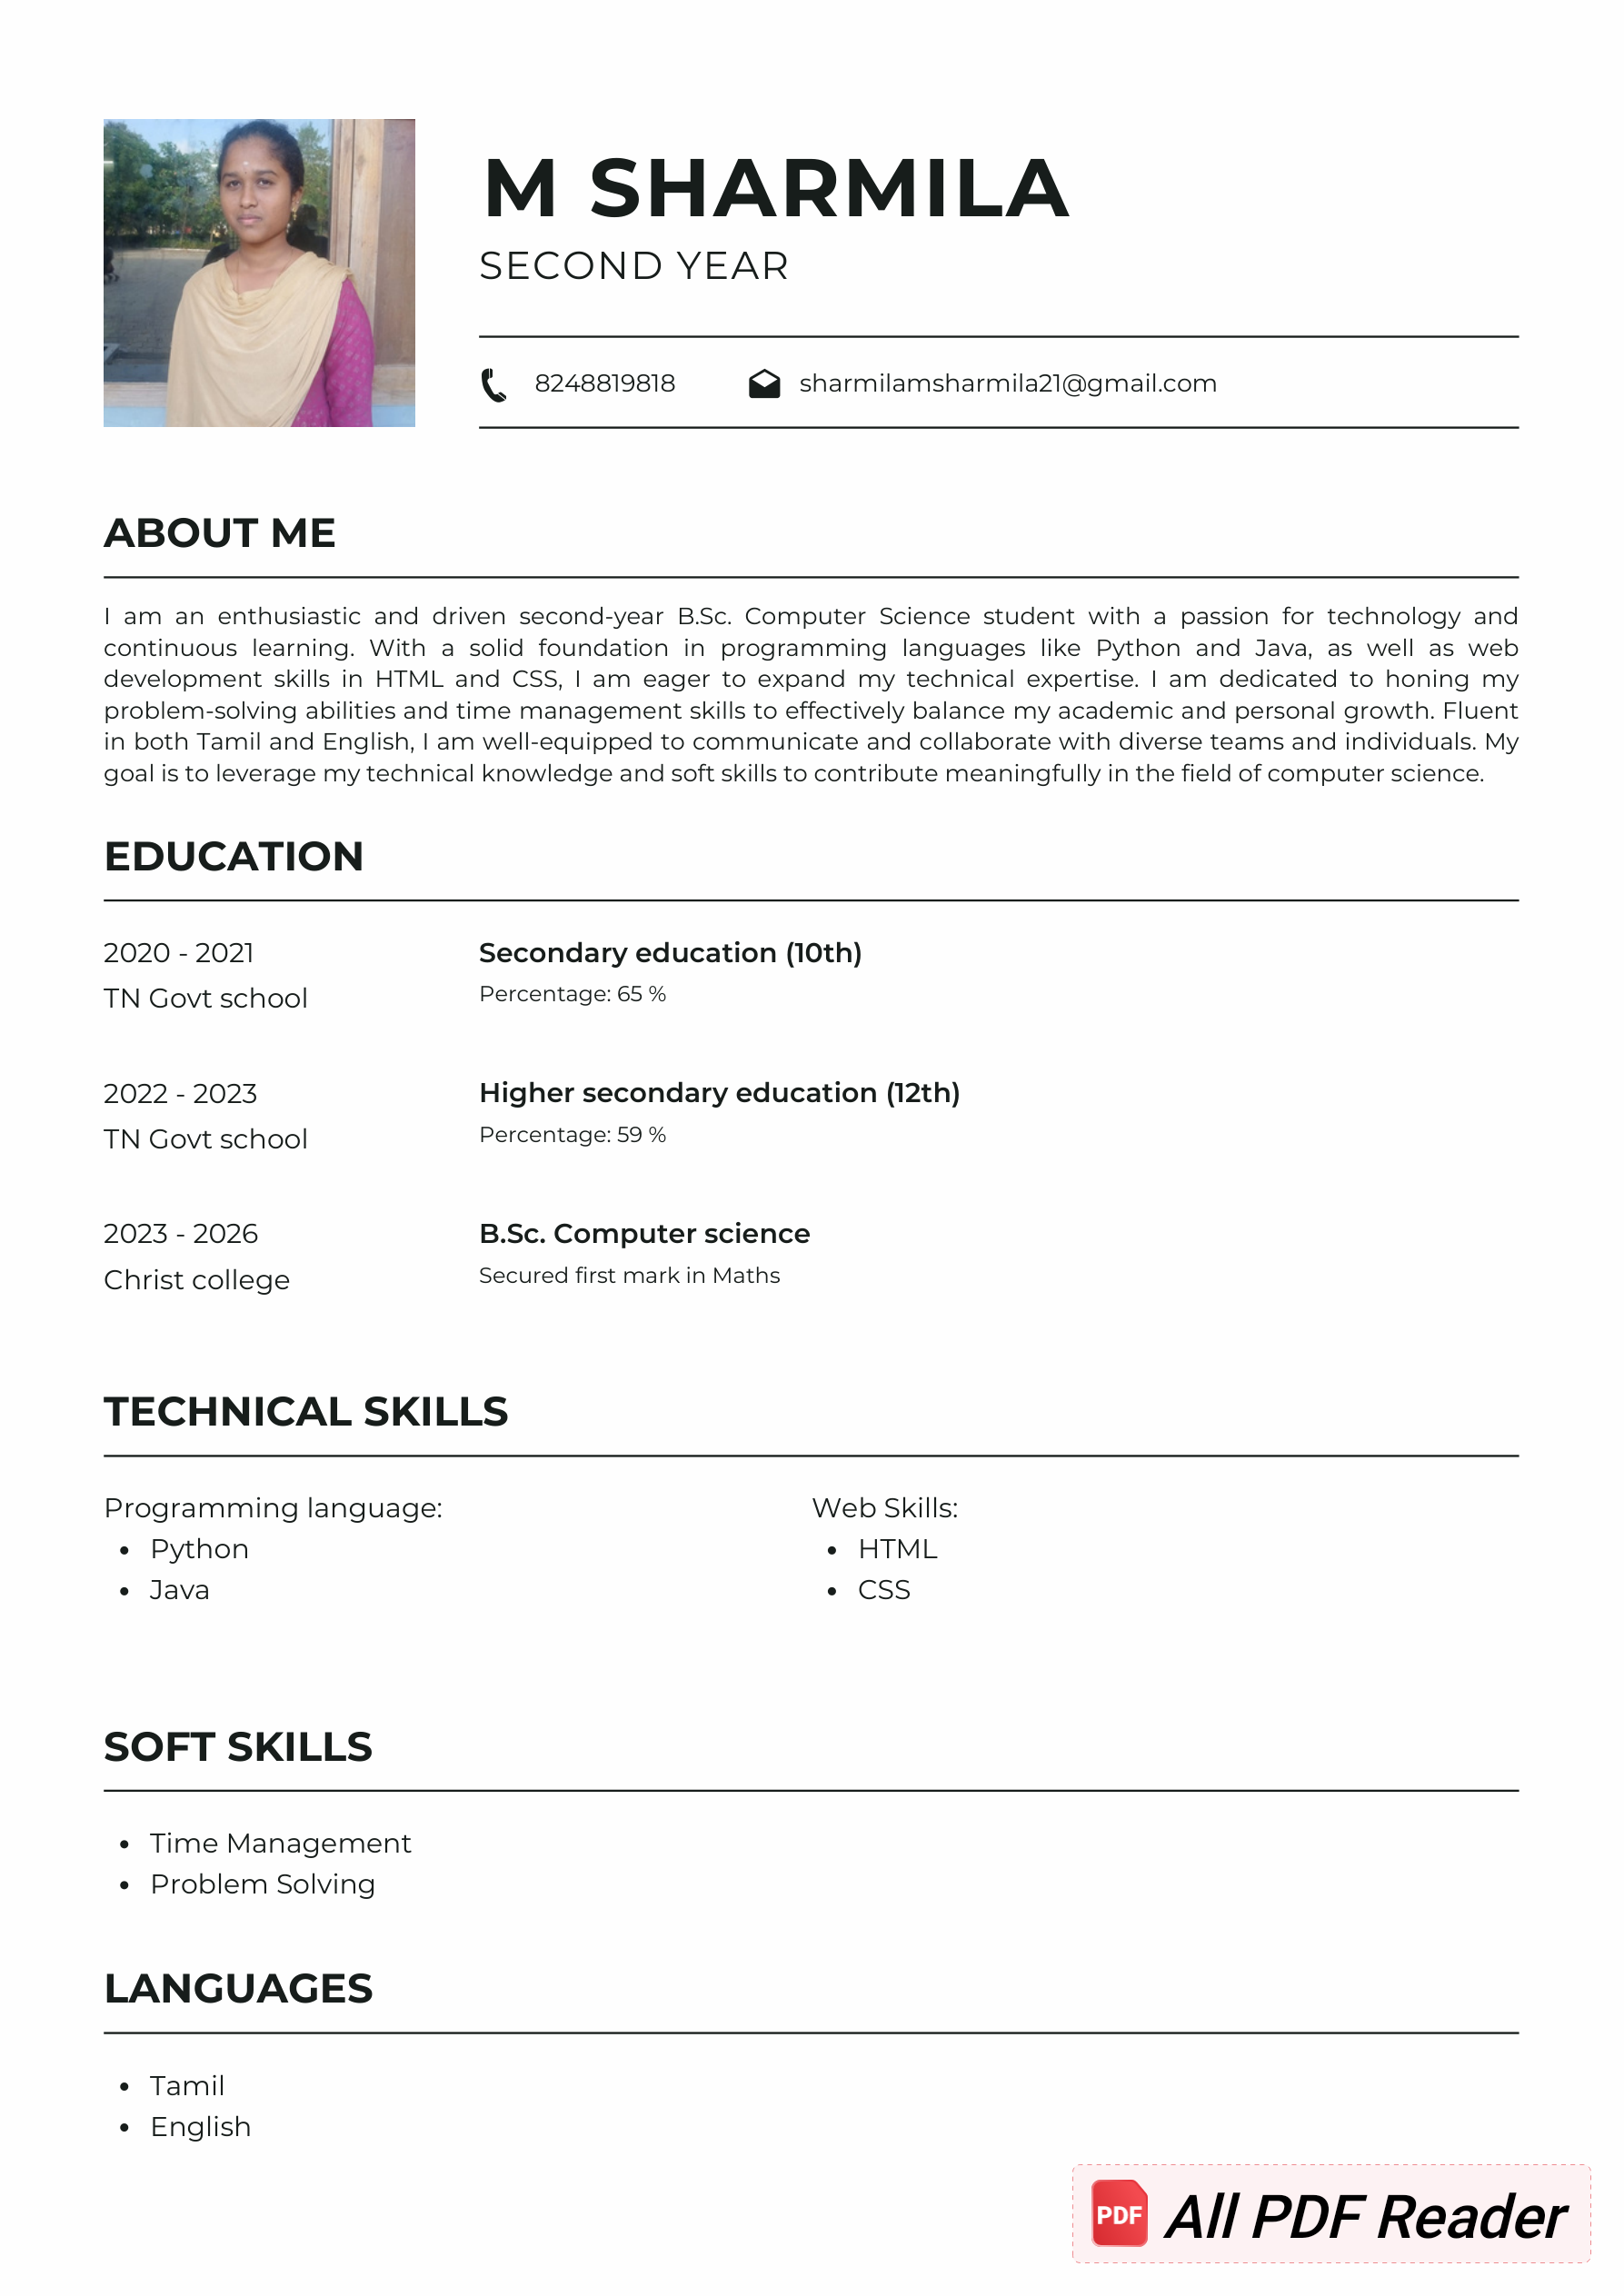 M SHARMILA
SECOND YEAR
8248819818 sharmilamsharmila21@gmail.com
ABOUT ME
I am an enthusiastic and driven second-year B.Sc. Computer Science student with a passion for technology and
continuous learning. With a solid foundation in programming languages like Python and Java, as well as web
development skills in HTML and CSS, I am eager to expand my technical expertise. I am dedicated to honing my
problem-solving abilities and time management skills to effectively balance my academic and personal growth. Fluent
in both Tamil and English, I am well-equipped to communicate and collaborate with diverse teams and individuals. My
goal is to leverage my technical knowledge and soft skills to contribute meaningfully in the field of computer science.
EDUCATION
2020 - 2021 Secondary education (10th)
TN Govt school Percentage: 65 %
2022 - 2023 Higher secondary education (12th)
TN Govt school Percentage: 59 %
2023 - 2026 B.Sc. Computer science
Christ college Secured first mark in Maths
TECHNICAL SKILLS
Programming language: Web Skills:
• Python • HTML
• Java • CSS
SOFT SKILLS
• Time Management
• Problem Solving
LANGUAGES
• Tamil
• English
PDF All PDF Reader